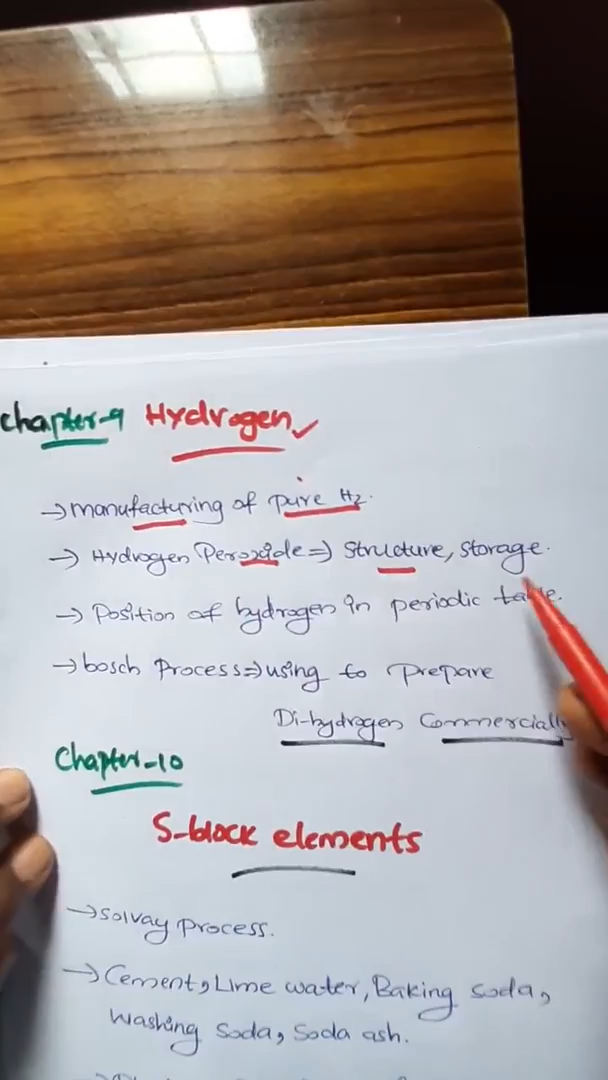 Chapter-9 Hydrogen
→ manufacturing of pure H2.
→ Hydrogen Peroxide ⇒ Structure, Storage.
→ Position of hydrogen in periodic table.
→ bosch Process ⇒ using to prepare
Di-hydrogen Commercially
Chapter-10
S-block elements
→ Solvay Process.
→ Cement, Lime water, Baking soda,
Washing Soda, Soda ash.